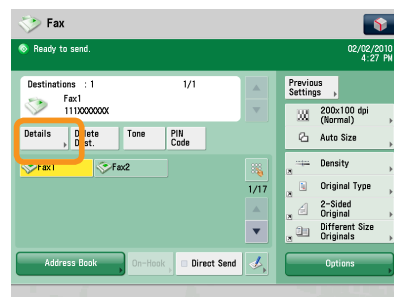 Fax
Ready to send.
02/02/2010
4:27 PM
Destinations : 1
1/1
Fax1
111XXXXXXX
Previous
Settings
200x100 dpi
(Normal)
Auto Size
Details
Delete
Dest.
Tone
PIN
Code
Fax1
Fax2
1/17
Density
Original Type
2-Sided
Original
Different Size
Originals
Address Book
On-Hook
Direct Send
Options